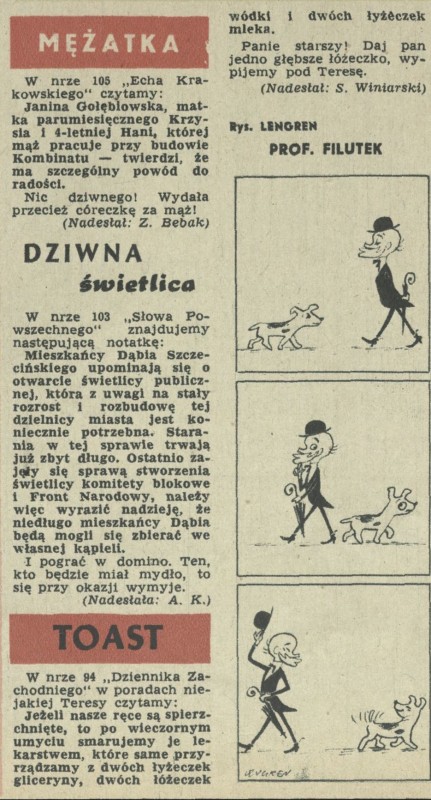 MĘŻATKA
W nrze 105 „Echa Kra-
kowskiego" czytamy:
Janina Gołębiowska, mat-
ka parumiesięcznego Krzy-
sia i 4-letniej Hani, której
mąż pracuje przy budowie
Kombinatu — twierdzi, że
ma szczególny powód do
radości.
Nic dziwnego! Wydała
przecież córeczkę za mąż!
(Nadesłał: Z. Bebak)
DZIWNA
świetlica
W nrze 103 „Słowa Po-
wszechnego" znajdujemy
następującą notatkę:
Mieszkańcy Dąbia Szcze-
cińskiego upominają się o
otwarcie świetlicy publicz-
nej, która z uwagi na stały
rozrost i rozbudowę tej
dzielnicy miasta jest ko-
niecznie potrzebna. Stara-
nia w tej sprawie trwają
już zbyt długo. Ostatnio za-
jęły się sprawą stworzenia
świetlicy komitety blokowe
i Front Narodowy, należy
więc wyrazić nadzieję, że
niedługo mieszkańcy Dąbia
będą mogli się zbierać we
własnej kąpieli.
I pograć w domino. Ten,
kto będzie miał mydło, to
się przy okazji wymyje.
(Nadesłała: A. K.)
TOAST
W nrze 94 „Dziennika Za-
chodniego" w poradach nie-
jakiej Teresy czytamy:
Jeżeli nasze ręce są spierz-
chnięte, to po wieczornym
umyciu smarujemy je le-
karstwem, które same przy-
rządzamy z dwóch łyżeczek
gliceryny, dwóch łóżeczek
wódki i dwóch łyżeczek
mleka.
Panie starszy! Daj pan
jedno głębsze łóżeczko, wy-
pijemy pod Teresę.
(Nadesłał: S. Winiarski)
Rys. LENGREN
PROF. FILUTEK
LENGREN